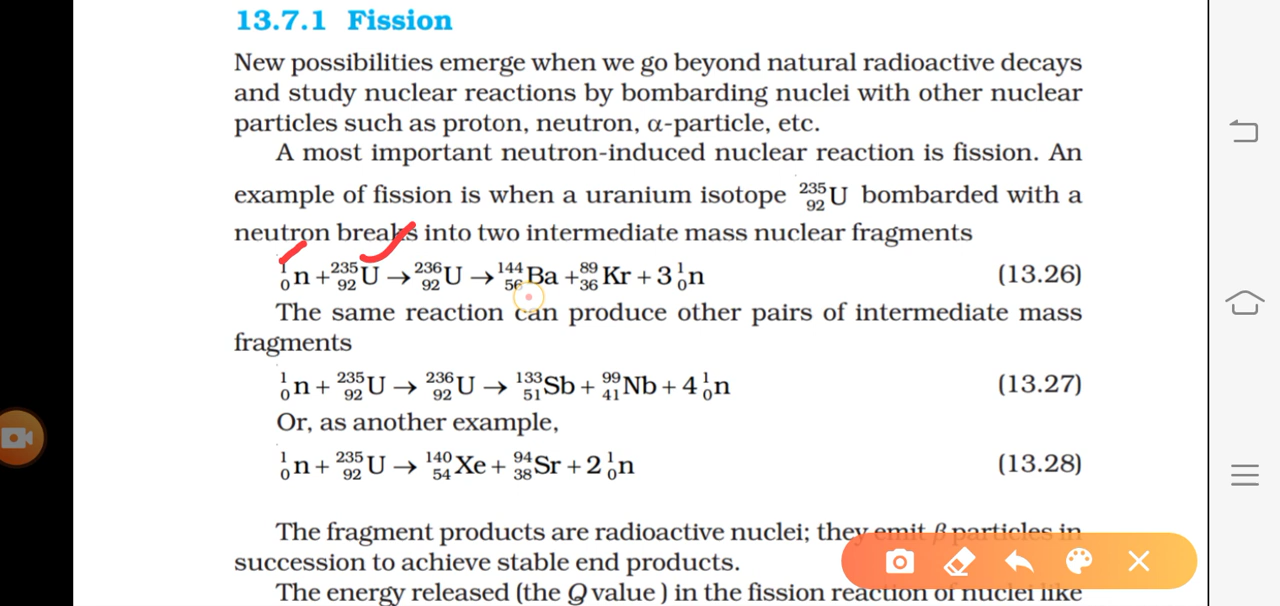 13.7.1 Fission
New possibilities emerge when we go beyond natural radioactive decays
and study nuclear reactions by bombarding nuclei with other nuclear
particles such as proton, neutron, α-particle, etc.
A most important neutron-induced nuclear reaction is fission. An
example of fission is when a uranium isotope ²³⁵₉₂U bombarded with a
neutron breaks into two intermediate mass nuclear fragments
¹₀n + ²³⁵₉₂U → ²³⁶₉₂U → ¹⁴⁴₅₆Ba + ⁸⁹₃₆Kr + 3 ¹₀n (13.26)
The same reaction can produce other pairs of intermediate mass
fragments
¹₀n + ²³⁵₉₂U → ²³⁶₉₂U → ¹³³₅₁Sb + ⁹⁹₄₁Nb + 4 ¹₀n (13.27)
Or, as another example,
¹₀n + ²³⁵₉₂U → ¹⁴⁰₅₄Xe + ⁹⁴₃₈Sr + 2 ¹₀n (13.28)
The fragment products are radioactive nuclei; they emit β particles in
succession to achieve stable end products.
The energy released (the Q value ) in the fission reaction of nuclei like